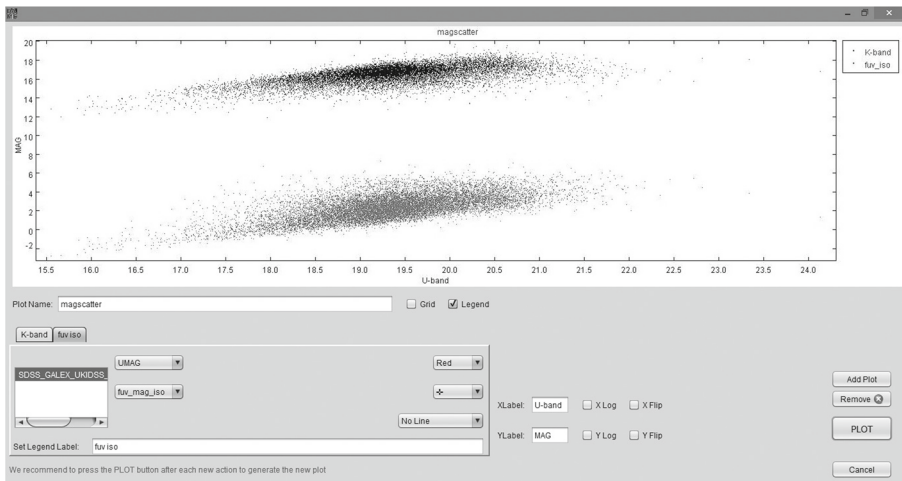 magscatter
K-band
fuv_iso
20
18
16
14
12
10
8
6
4
2
0
-2
MAG
15.5 16.0 16.5 17.0 17.5 18.0 18.5 19.0 19.5 20.0 20.5 21.0 21.5 22.0 22.5 23.0 23.5 24.0
U-band
Plot Name: magscatter Grid Legend
K-band fuv iso
UMAG Red
SDSS_GALEX_UKIDSS_
fuv_mag_iso
No Line
Set Legend Label: fuv iso
XLabel: U-band X Log X Flip
YLabel: MAG Y Log Y Flip
Add Plot
Remove
PLOT
We recommend to press the PLOT button after each new action to generate the new plot
Cancel